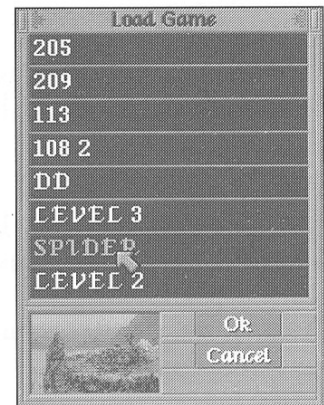 Load Game
205
209
113
108 2
DD
LEVEL 3
SPIDER
LEVEL 2
Ok
Cancel